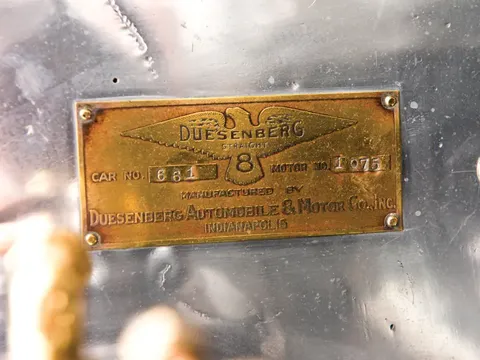 DUESENBERG
STRAIGHT
8
CAR NO. 681 MOTOR NO. 1075
MANUFACTURED BY
DUESENBERG AUTOMOBILE & MOTOR CO., INC.
INDIANAPOLIS